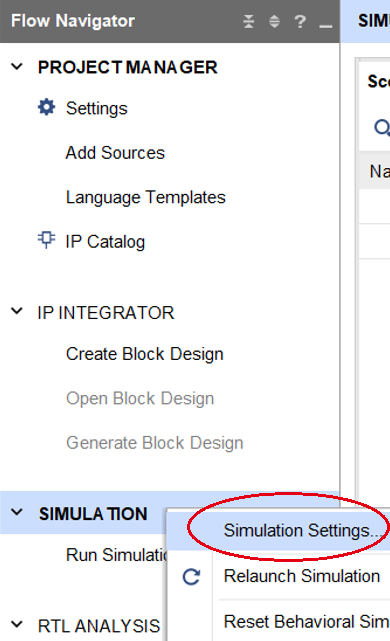 Flow Navigator
?
SIMU
PROJECT MANAGER
Sco
Settings
Add Sources
Na
Language Templates
IP Catalog
IP INTEGRATOR
Create Block Design
Open Block Design
Generate Block Design
SIMULATION
Simulation Settings...
Run Simulatio
Relaunch Simulation
Reset Behavioral Sim
RTL ANALYSIS